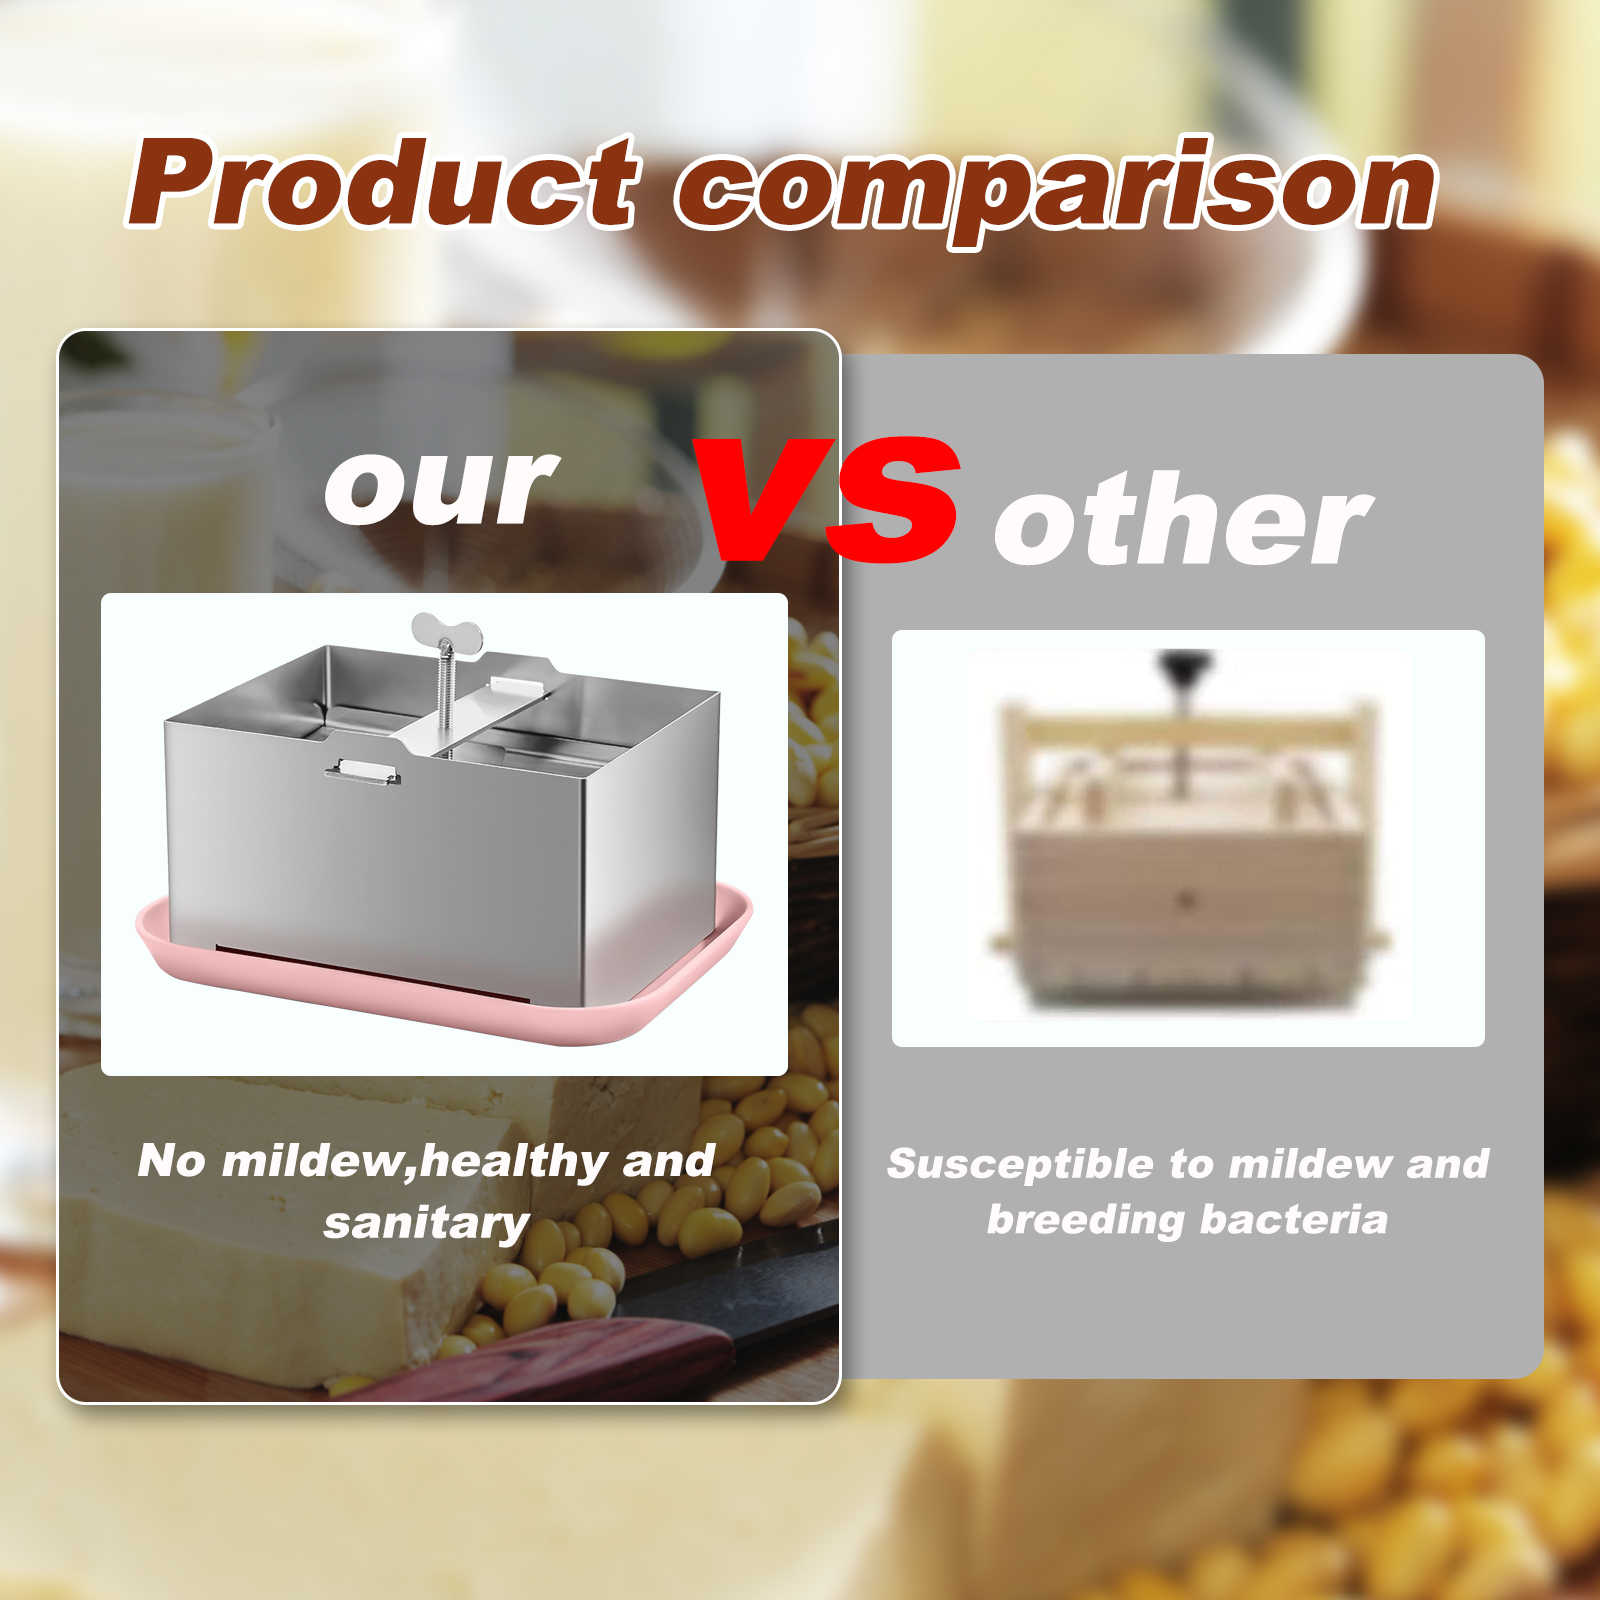 Product comparison
our
VS
other
No mildew,healthy and
sanitary
Susceptible to mildew and
breeding bacteria